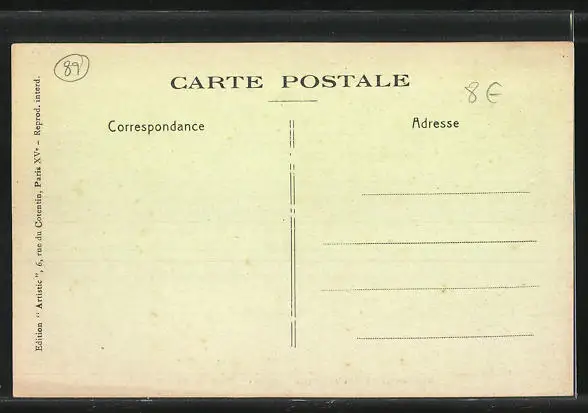 89
CARTE POSTALE
8€
Correspondance
Adresse
Edition "Artistic", 6, rue du Cotentin, Paris XVe - Reprod. interd.